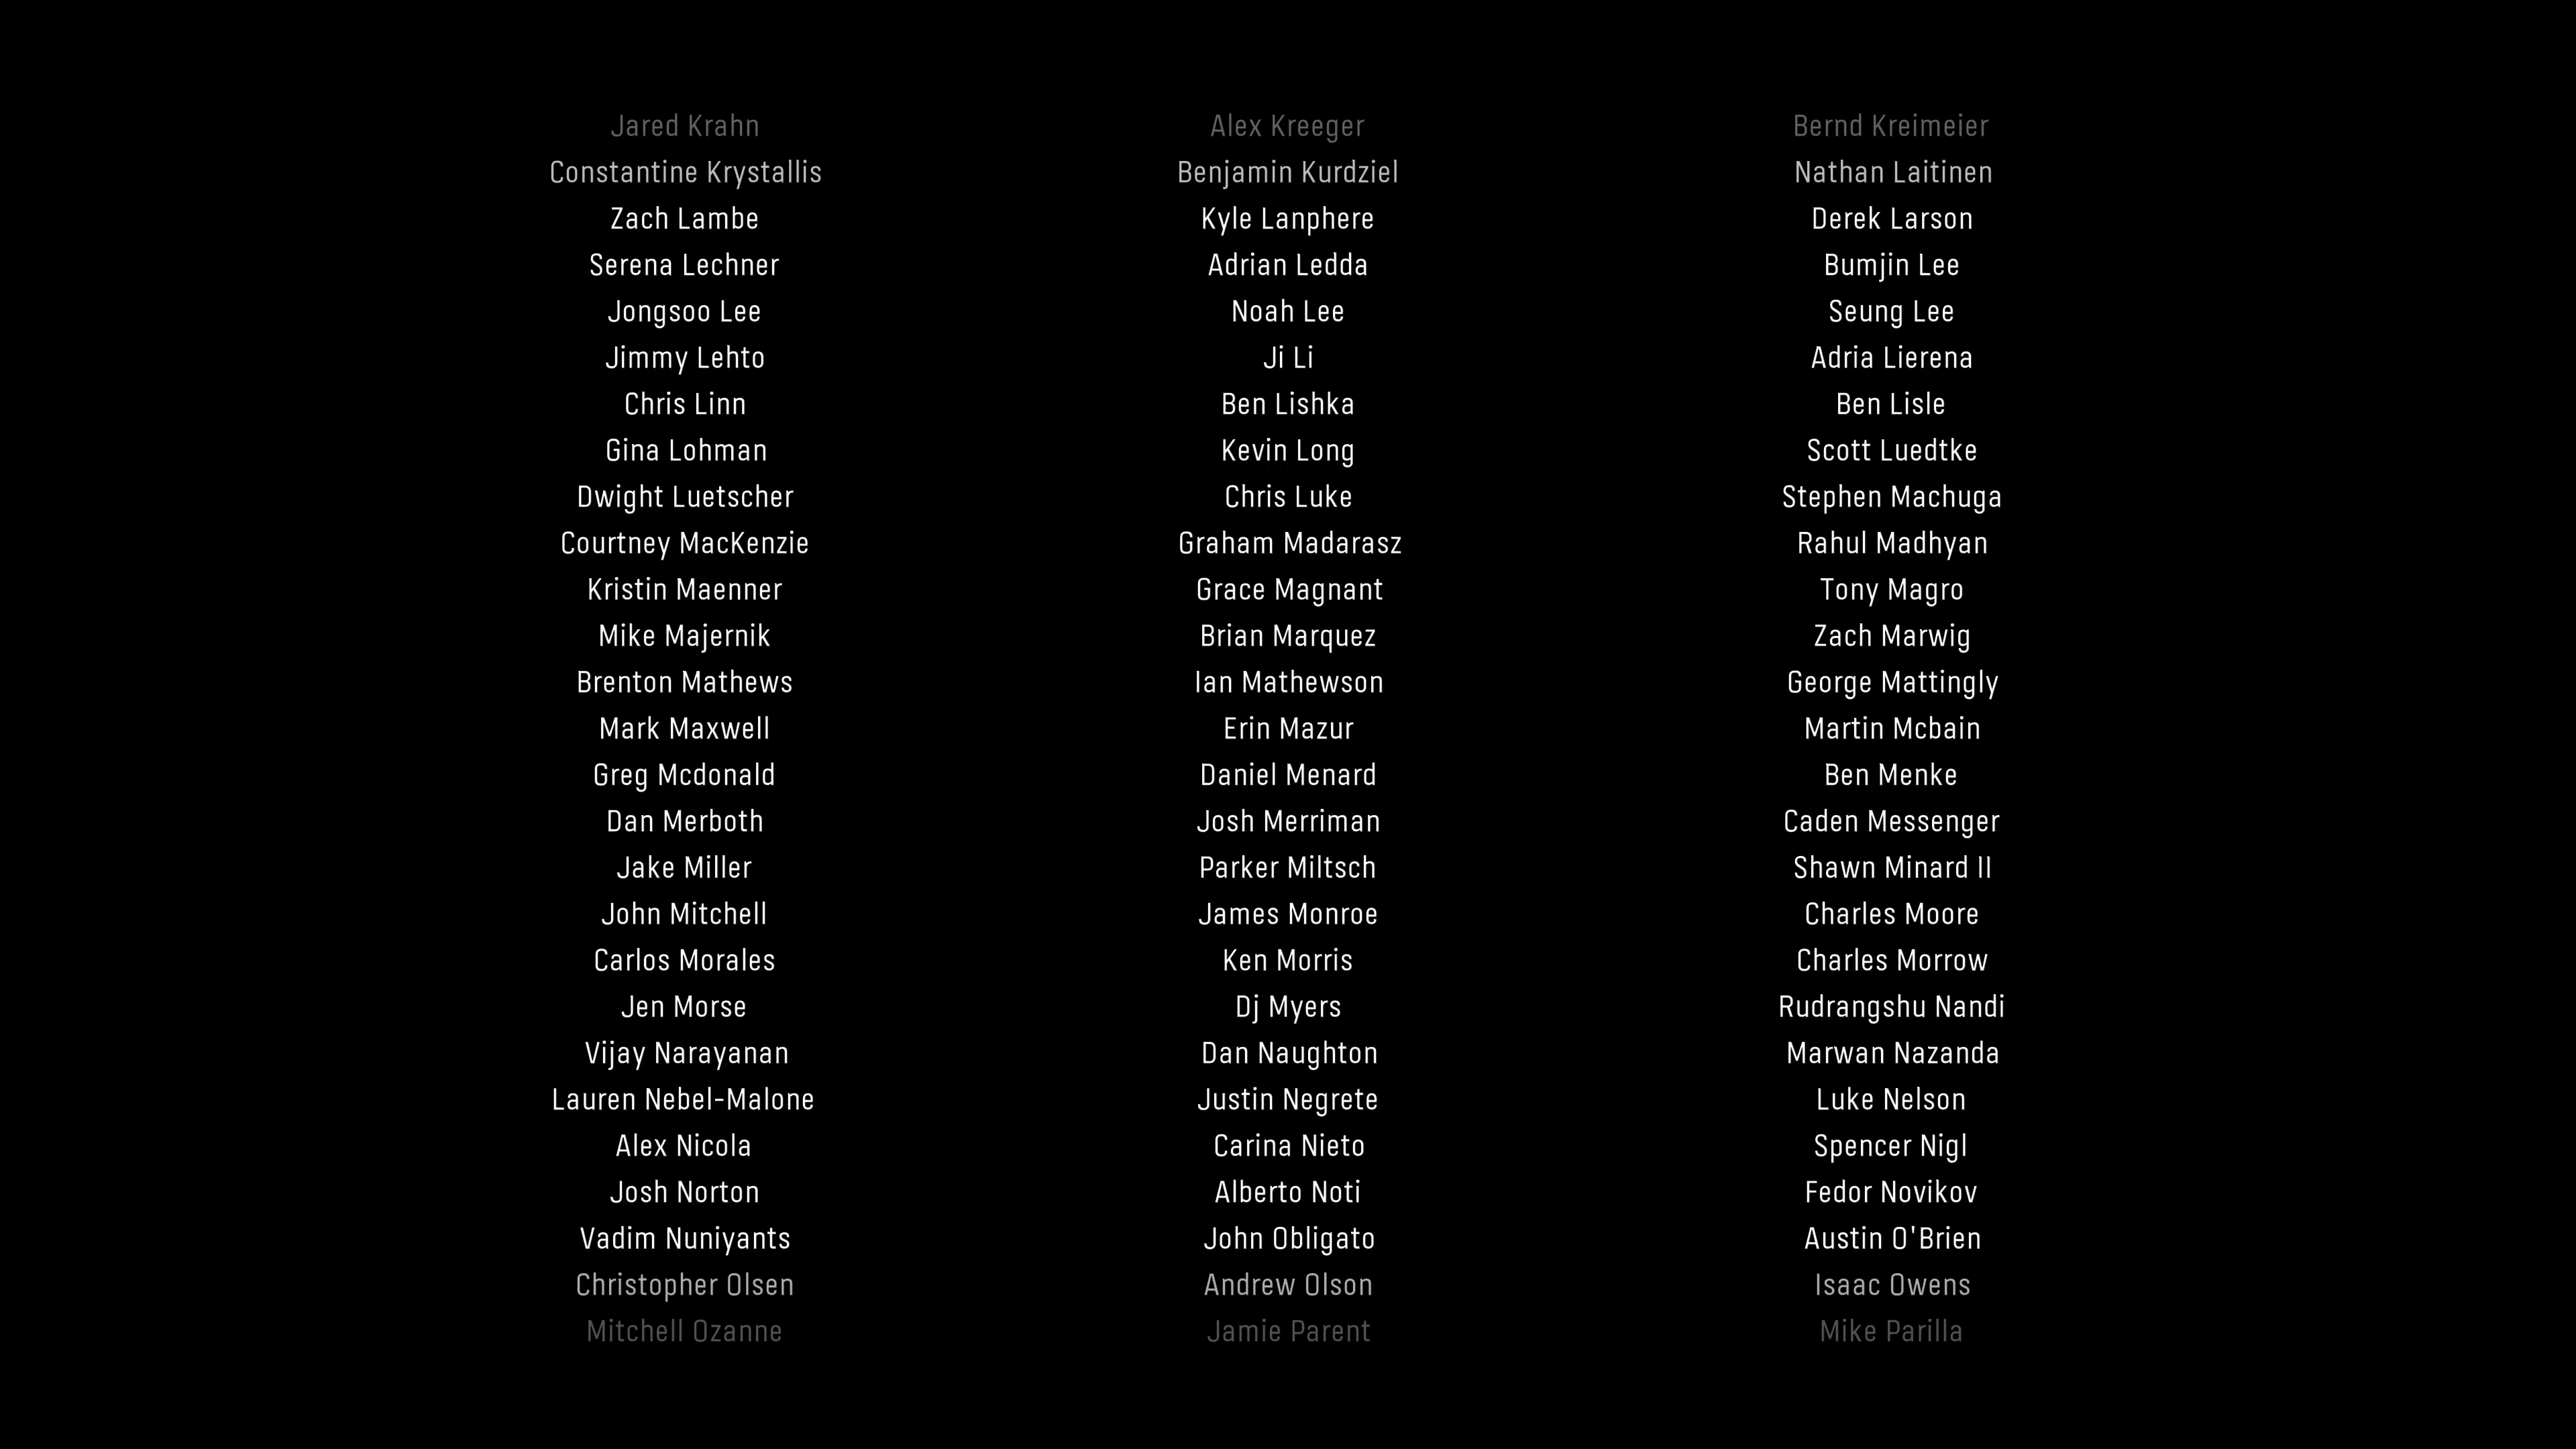 Jared Krahn Alex Kreeger Bernd Kreimeier
Constantine Krystallis Benjamin Kurdziel Nathan Laitinen
Zach Lambe Kyle Lanphere Derek Larson
Serena Lechner Adrian Ledda Bumjin Lee
Jongsoo Lee Noah Lee Seung Lee
Jimmy Lehto Ji Li Adria Lierena
Chris Linn Ben Lishka Ben Lisle
Gina Lohman Kevin Long Scott Luedtke
Dwight Luetscher Chris Luke Stephen Machuga
Courtney MacKenzie Graham Madarasz Rahul Madhyan
Kristin Maenner Grace Magnant Tony Magro
Mike Majernik Brian Marquez Zach Marwig
Brenton Mathews Ian Mathewson George Mattingly
Mark Maxwell Erin Mazur Martin Mcbain
Greg Mcdonald Daniel Menard Ben Menke
Dan Merboth Josh Merriman Caden Messenger
Jake Miller Parker Miltsch Shawn Minard II
John Mitchell James Monroe Charles Moore
Carlos Morales Ken Morris Charles Morrow
Jen Morse Dj Myers Rudrangshu Nandi
Vijay Narayanan Dan Naughton Marwan Nazanda
Lauren Nebel-Malone Justin Negrete Luke Nelson
Alex Nicola Carina Nieto Spencer Nigl
Josh Norton Alberto Noti Fedor Novikov
Vadim Nuniyants John Obligato Austin O'Brien
Christopher Olsen Andrew Olson Isaac Owens
Mitchell Ozanne Jamie Parent Mike Parilla